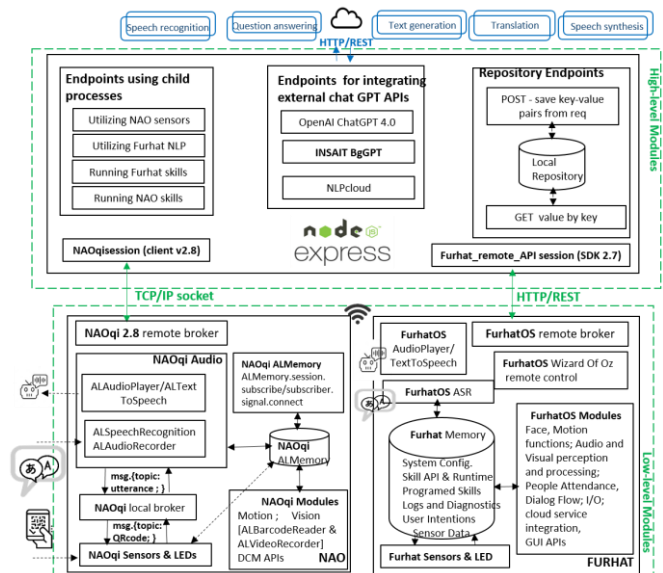 Speech recognition
Question answering
Text generation
Translation
Speech synthesis
HTTP/REST
High-level Modules
Endpoints using child
processes
Utilizing NAO sensors
Utilizing Furhat NLP
Running Furhat skills
Running NAO skills
Endpoints for integrating
external chat GPT APIs
OpenAI ChatGPT 4.0
INSAIT BgGPT
NLPcloud
Repository Endpoints
POST - save key-value
pairs from req
Local
Repository
GET value by key
node
JS
express
NAOqisession (client v2.8)
Furhat_remote_API session (SDK 2.7)
TCP/IP socket
HTTP/REST
Low-level Modules
NAOqi 2.8 remote broker
NAOqi Audio
ALAudioPlayer/ALText
ToSpeech
ALSpeechRecognition
ALAudioRecorder
msg.{topic:
utterance ; }
NAOqi local broker
msg.{topic:
QRcode; }
NAOqi Sensors & LEDs
NAOqi ALMemory
ALMemory.session.
subscribe/subscriber.
signal.connect
NAOqi
ALMemory
NAOqi Modules
Motion ; Vision
[ALBarcodeReader &
ALVideoRecorder]
DCM APIs
NAO
FurhatOS
AudioPlayer/
TextToSpeech
FurhatOS remote broker
FurhatOS Wizard Of Oz
remote control
FurhatOS ASR
Furhat Memory
System Config.
Skill API & Runtime
Programed Skills
Logs and Diagnostics
User Intentions
Sensor Data
Furhat Sensors & LED
FurhatOS Modules
Face, Motion
functions; Audio and
Visual perception
and processing;
People Attendance,
Dialog Flow; I/O;
cloud service
integration,
GUI APIs
FURHAT
あ A
あ A